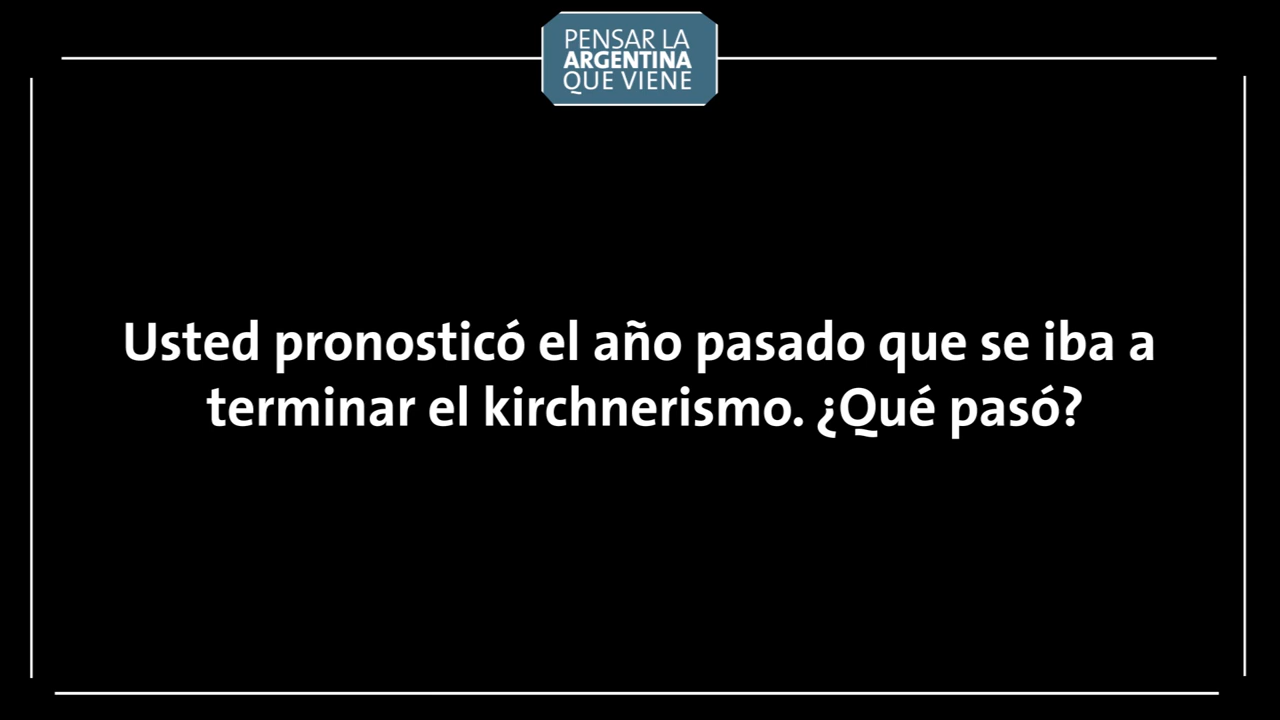 PENSAR LA
ARGENTINA
QUE VIENE
Usted pronosticó el año pasado que se iba a
terminar el kirchnerismo. ¿Qué pasó?